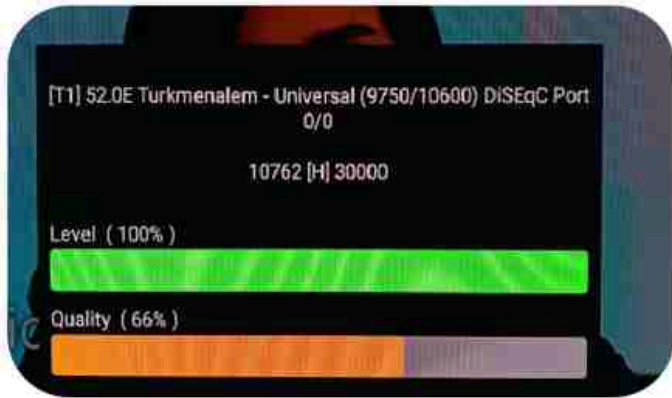 [T1] 52.0E Turkmenalem - Universal (9750/10600) DiSEqC Port
0/0
10762 [H] 30000
Level ( 100% )
Quality ( 66% )